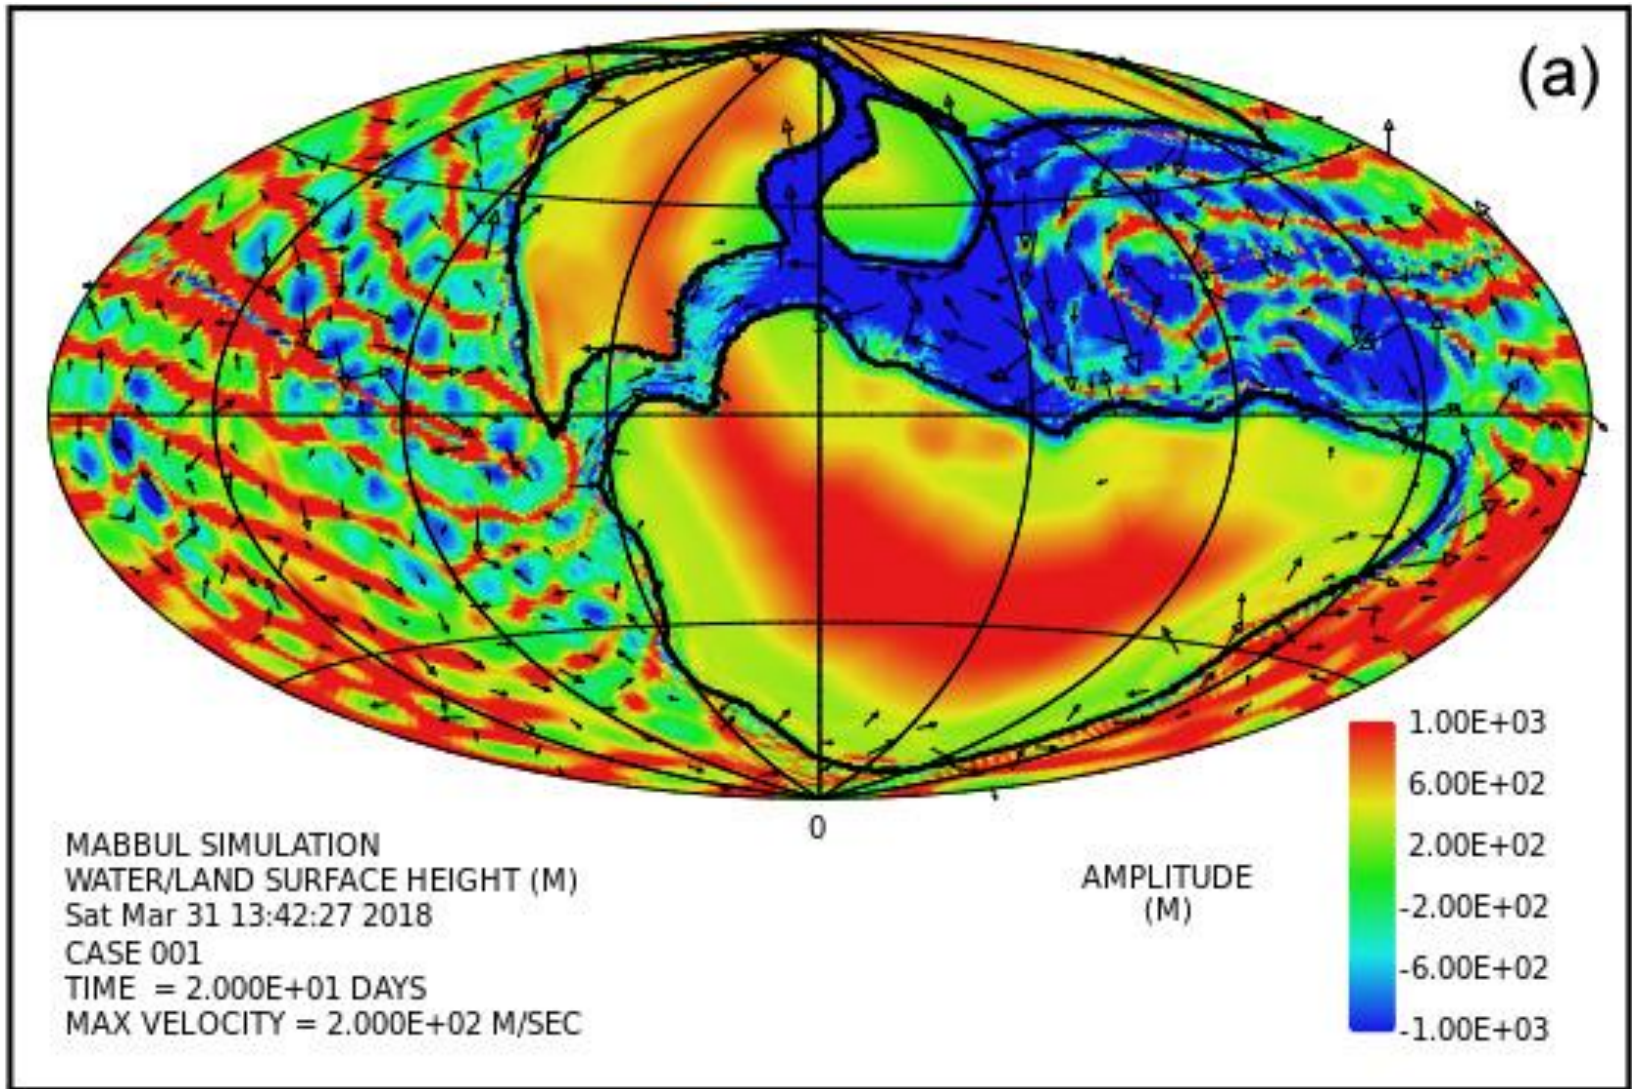 (a)
0
MABBUL SIMULATION
WATER/LAND SURFACE HEIGHT (M)
Sat Mar 31 13:42:27 2018
CASE 001
TIME = 2.000E+01 DAYS
MAX VELOCITY = 2.000E+02 M/SEC
AMPLITUDE
(M)
1.00E+03
6.00E+02
2.00E+02
-2.00E+02
-6.00E+02
-1.00E+03